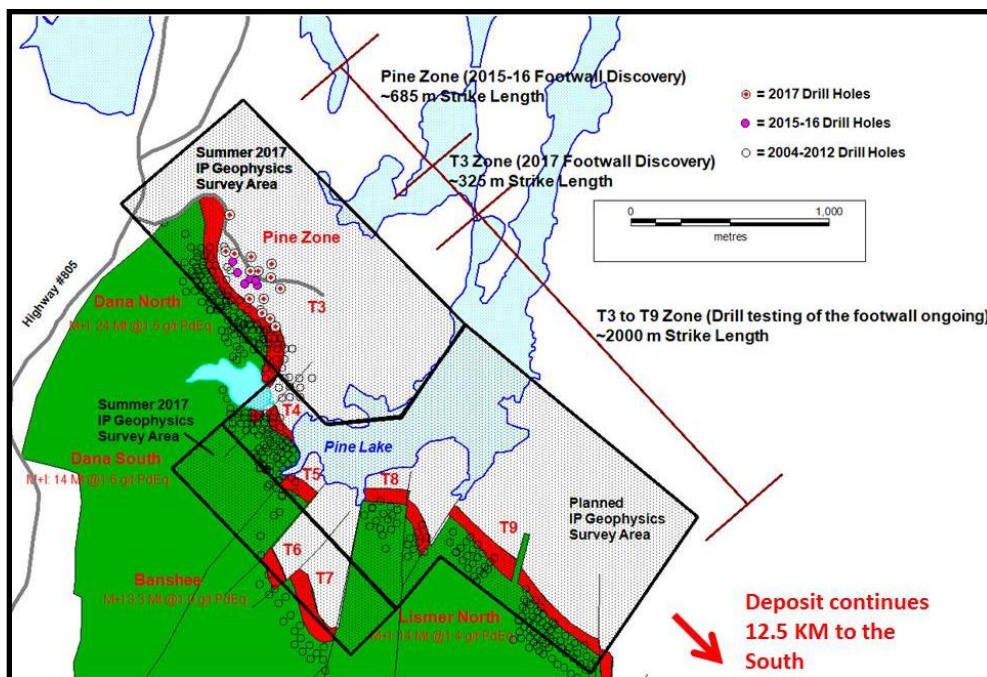 Pine Zone (2015-16 Footwall Discovery)
~685 m Strike Length
= 2017 Drill Holes
= 2015-16 Drill Holes
= 2004-2012 Drill Holes
Summer 2017
IP Geophysics
Survey Area
T3 Zone (2017 Footwall Discovery)
~325 m Strike Length
0 1,000
metres
Pine Zone
Highway #805
Dana North
M+I: 24 Mt @1.5 g/t PdEq
T3
T3 to T9 Zone (Drill testing of the footwall ongoing)
~2000 m Strike Length
Summer 2017
IP Geophysics
Survey Area
T4
Pine Lake
Dana South
M+I: 14 Mt @1.6 g/t PdEq
T5
T8
Planned
IP Geophysics
Survey Area
T9
T6
T7
Banshee
Lismer North
M+I 14 Mt @1.4 g/t PdEq
Deposit continues
12.5 KM to the
South